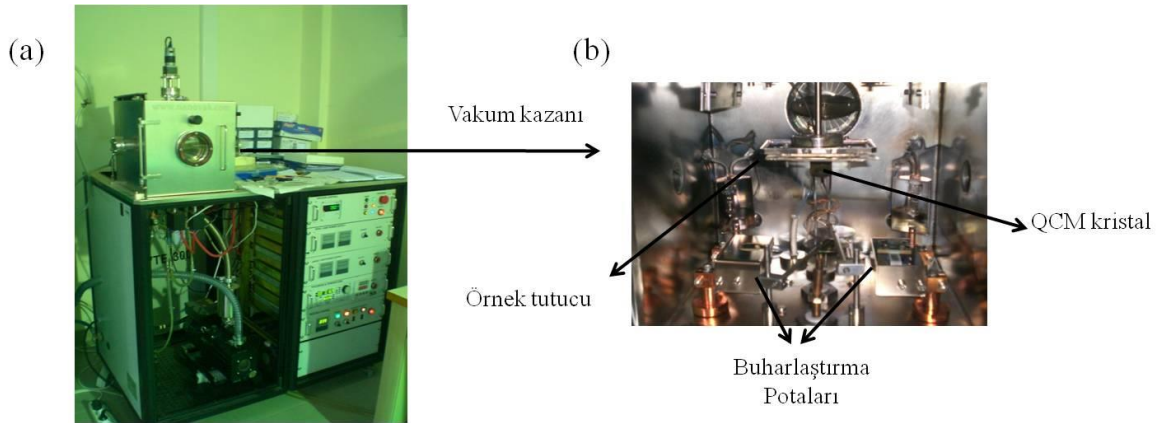 (a)
(b)
Vakum kazanı
QCM kristal
Örnek tutucu
Buharlaştırma
Potaları